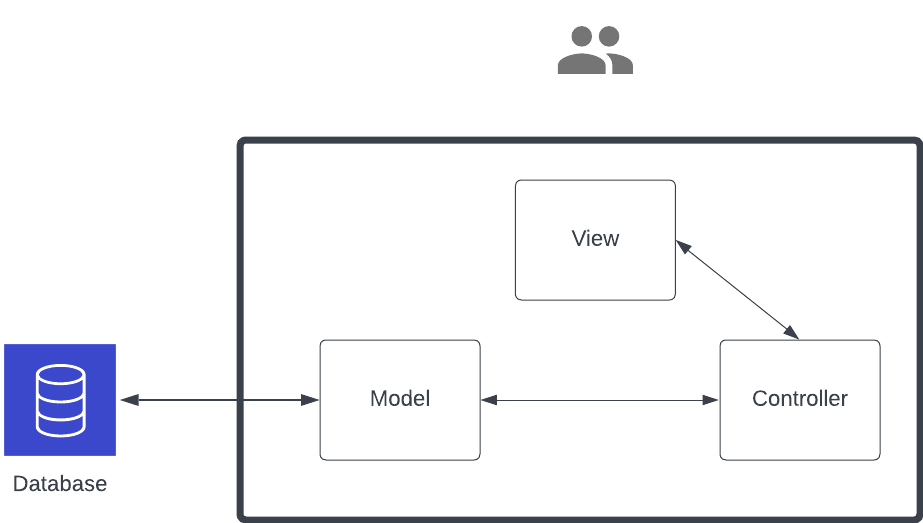 View
Model
Controller
Database